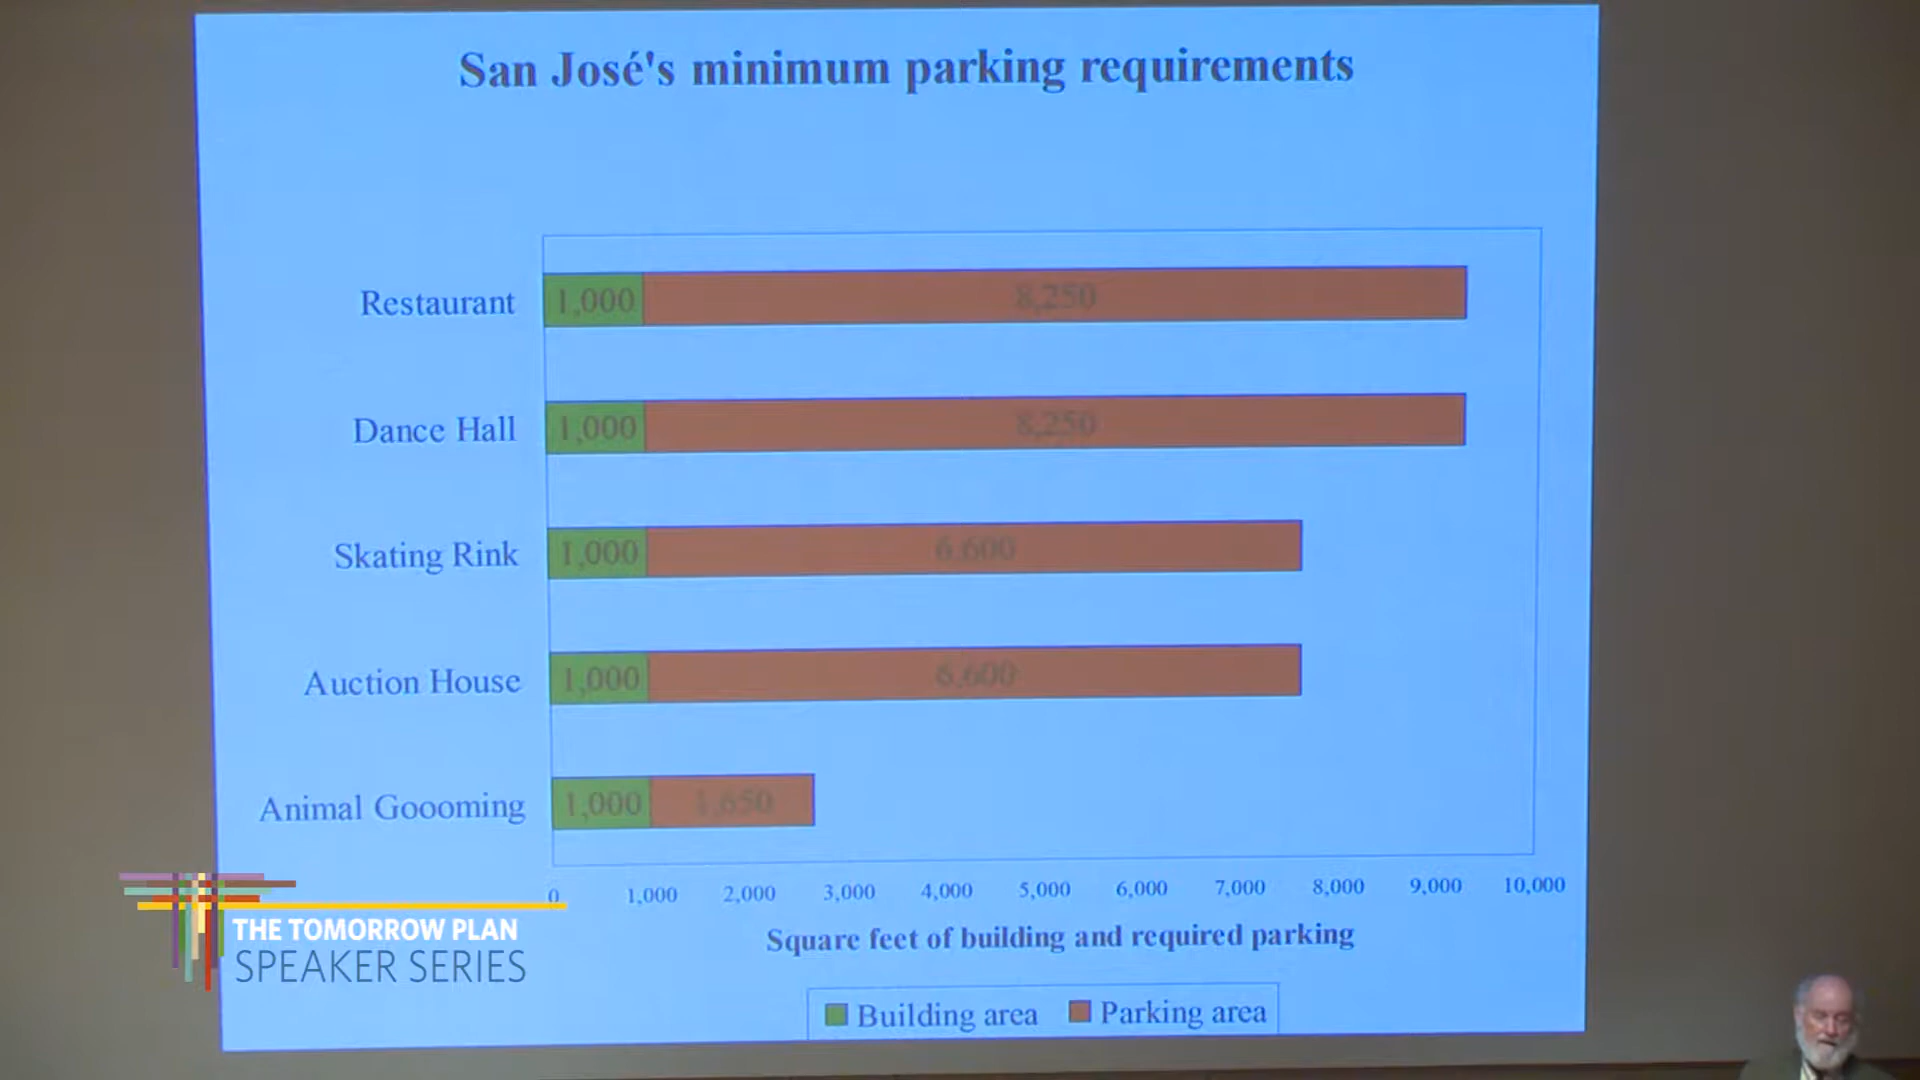 San José's minimum parking requirements
Restaurant 1,000 8,250
Dance Hall 1,000 8,250
Skating Rink 1,000 6,600
Auction House 1,000 6,600
Animal Goooming 1,000 1,650
0 1,000 2,000 3,000 4,000 5,000 6,000 7,000 8,000 9,000 10,000
Square feet of building and required parking
Building area Parking area
THE TOMORROW PLAN
SPEAKER SERIES